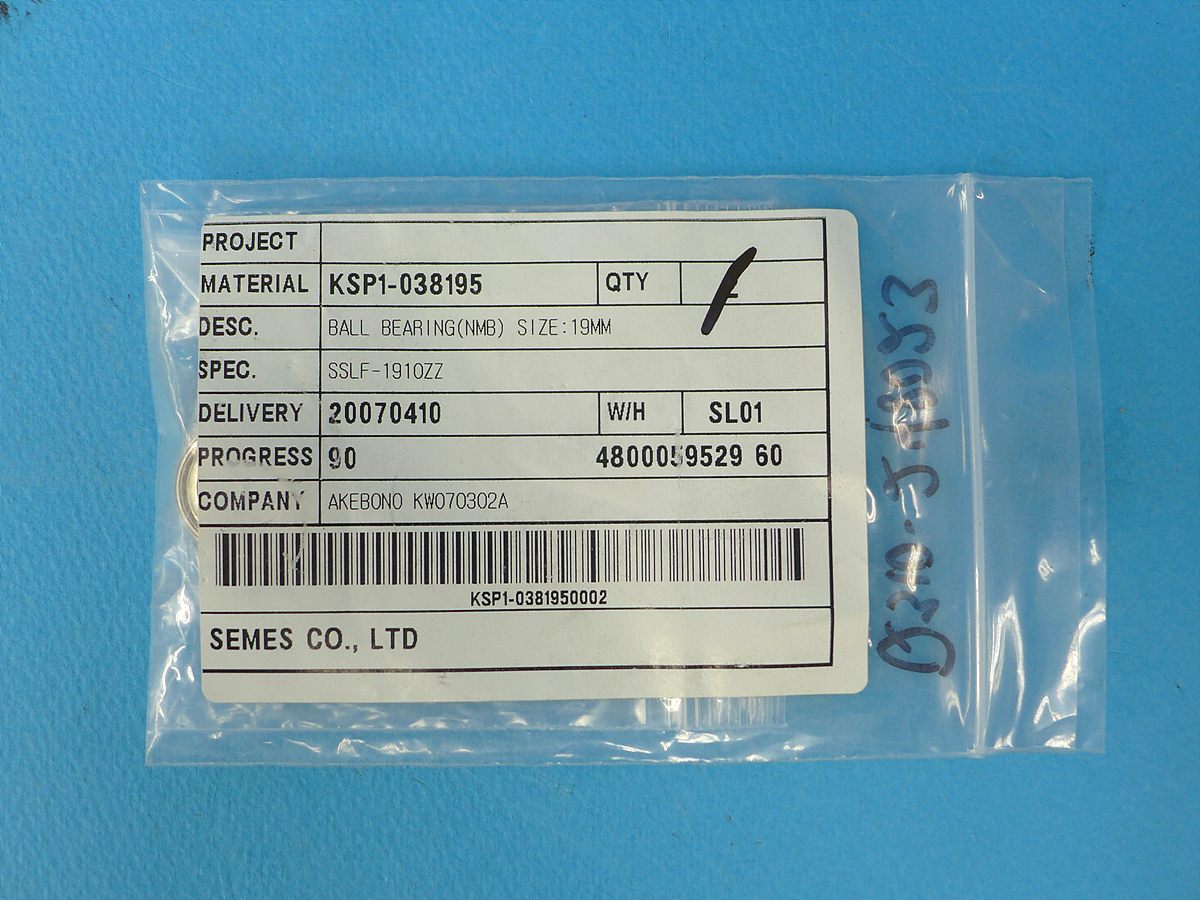 PROJECT
MATERIAL KSP1-038195 QTY
DESC. BALL BEARING(NMB) SIZE:19MM
SPEC. SSLF-1910ZZ
DELIVERY 20070410 W/H SL01
PROGRESS 90 4800059529 60
COMPANY AKEBONO KW070302A
KSP1-0381950002
SEMES CO., LTD